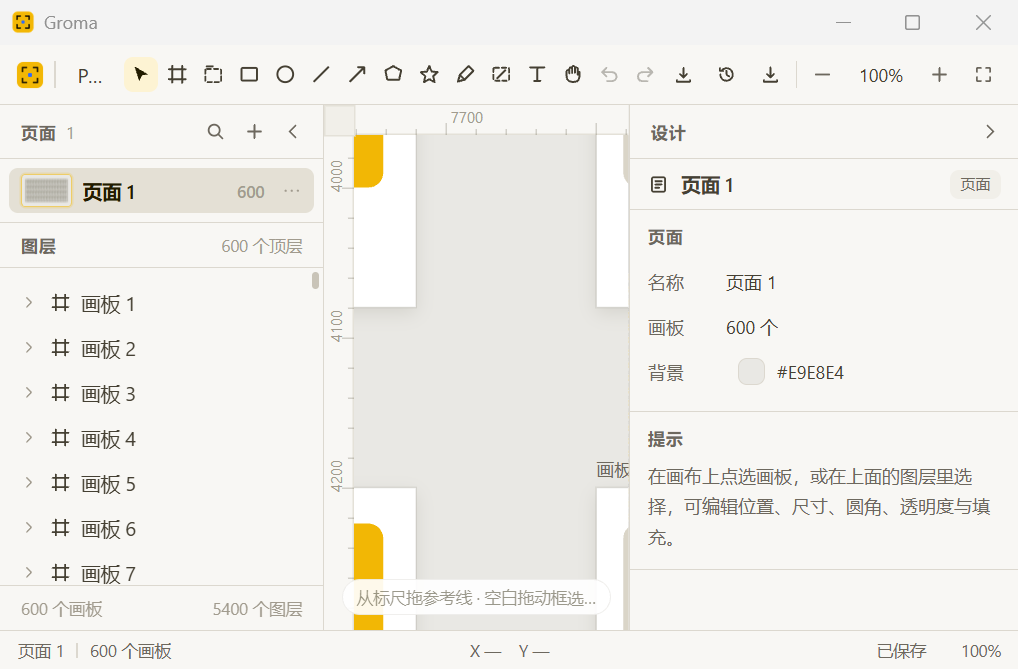 Groma
P...
100%
页面 1
7700
设计
页面 1
600
···
页面 1
页面
图层
600 个顶层
页面
名称
页面 1
画板
600 个
背景
#E9E8E4
画板 1
画板 2
画板 3
画板 4
画板 5
画板 6
画板 7
4000
4100
4200
画板
提示
在画布上点选画板，或在上面的图层里选
择，可编辑位置、尺寸、圆角、透明度与填
充。
从标尺拖参考线 · 空白拖动框选...
600 个画板
5400 个图层
页面 1
600 个画板
X —
Y —
已保存
100%